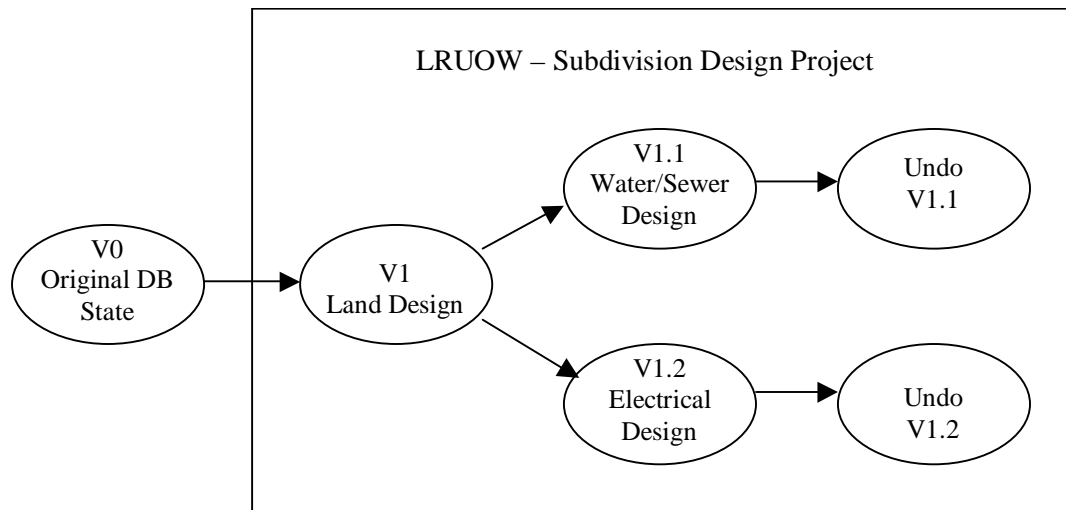 LRUOW – Subdivision Design Project
V0
Original DB
State
V1
Land Design
V1.1
Water/Sewer
Design
Undo
V1.1
V1.2
Electrical
Design
Undo
V1.2